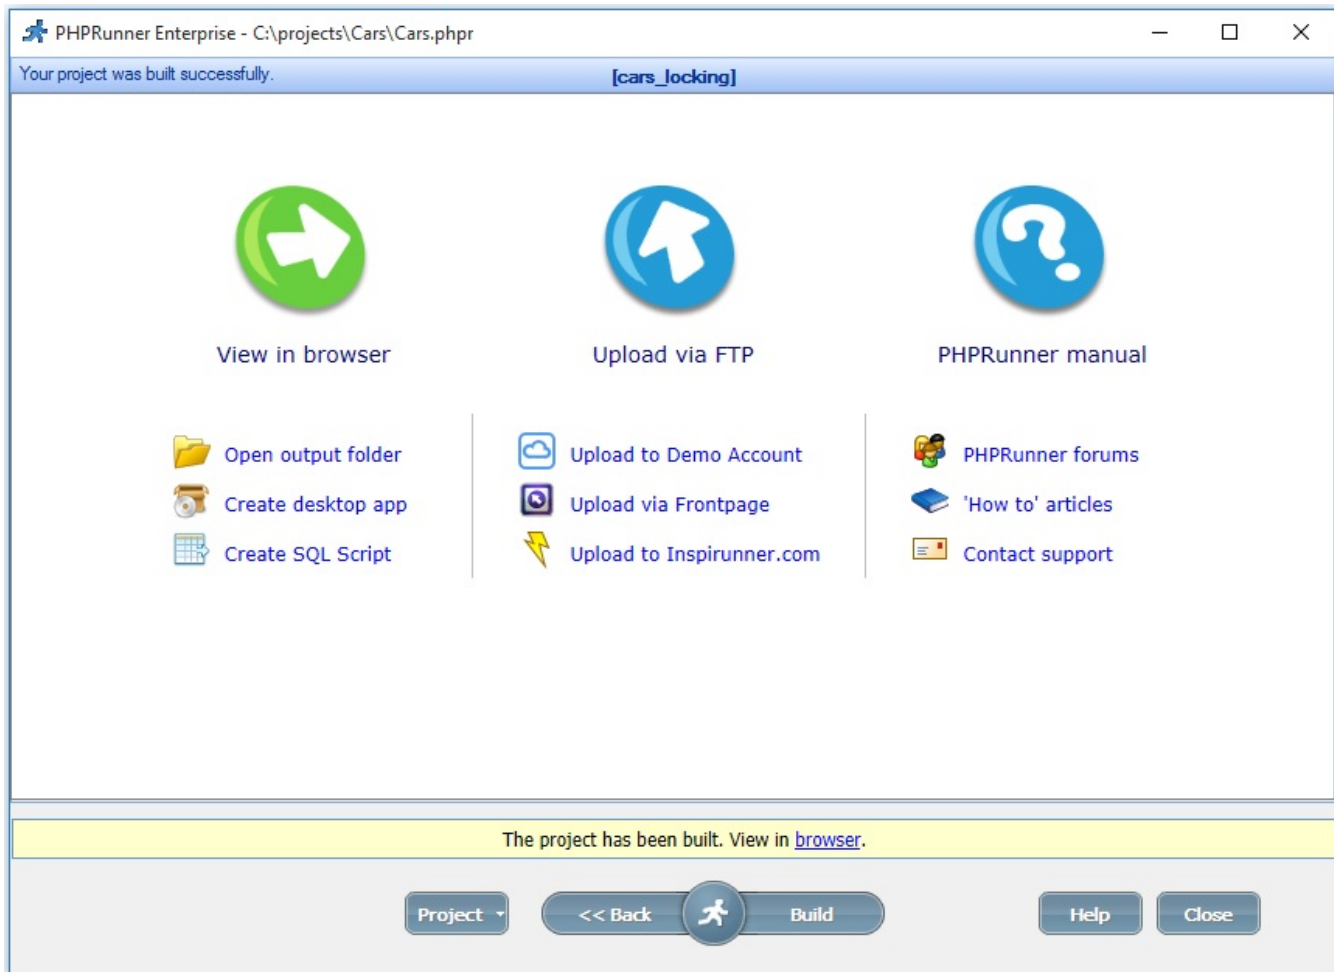 PHPRunner Enterprise - C:\projects\Cars\Cars.phpr
Your project was built successfully.
[cars_locking]
View in browser
Upload via FTP
PHPRunner manual
Open output folder
Create desktop app
Create SQL Script
Upload to Demo Account
Upload via Frontpage
Upload to Inspirunner.com
PHPRunner forums
'How to' articles
Contact support
The project has been built. View in browser.
Project
<< Back
Build
Help
Close